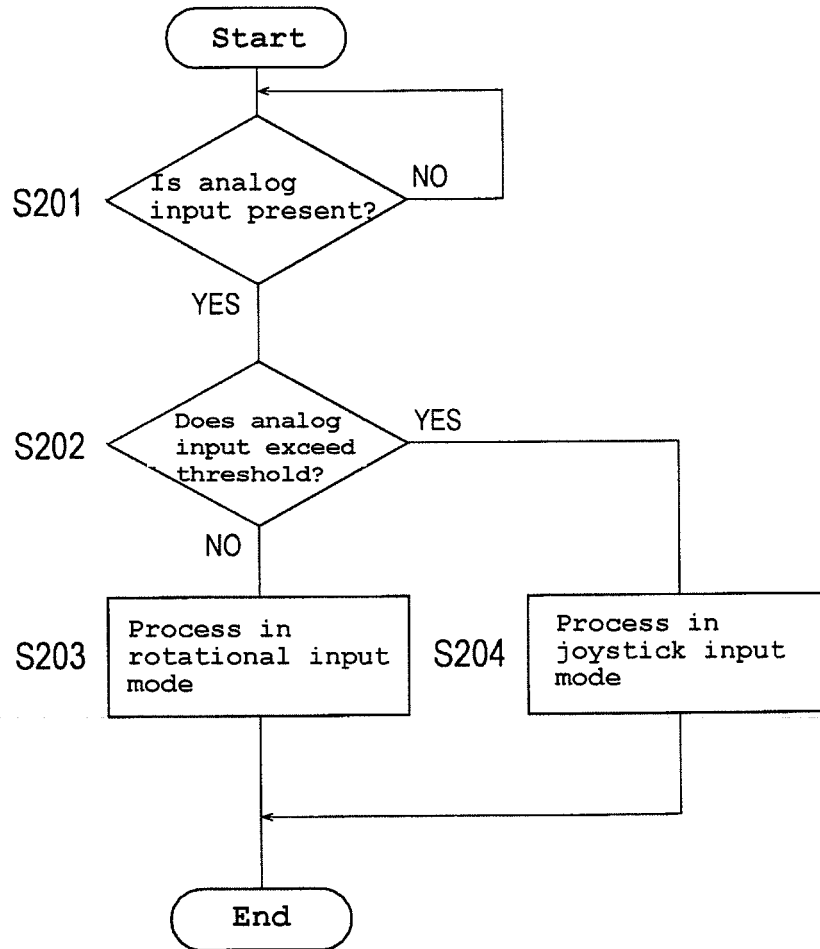 Start
S201
Is analog
input present?
NO
YES
S202
Does analog
input exceed
threshold?
YES
NO
S203
Process in
rotational input
mode
S204
Process in
joystick input
mode
End